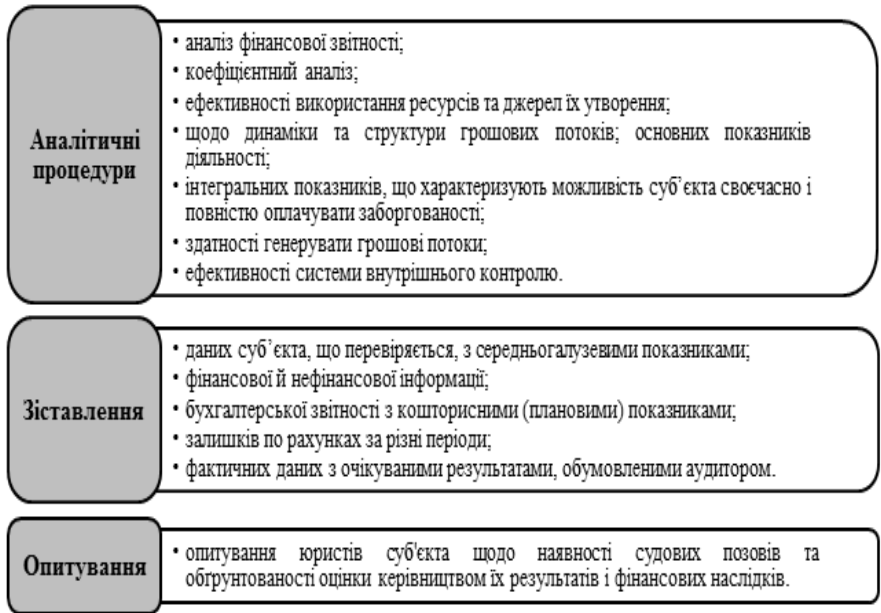 Аналітичні
процедури
• аналіз фінансової звітності;
• коефіцієнтний аналіз;
• ефективності використання ресурсів та джерел їх утворення;
• щодо динаміки та структури грошових потоків; основних показників
діяльності;
• інтегральних показників, що характеризують можливість суб’єкта своєчасно і
повністю оплачувати заборгованості;
• здатності генерувати грошові потоки;
• ефективності системи внутрішнього контролю.
Зіставлення
• даних суб’єкта, що перевіряється, з середньогалузевими показниками;
• фінансової й нефінансової інформації;
• бухгалтерської звітності з кошторисними (плановими) показниками;
• залишків по рахунках за різні періоди;
• фактичних даних з очікуваними результатами, обумовленими аудитором.
Опитування
• опитування юристів суб'єкта щодо наявності судових позовів та
обґрунтованості оцінки керівництвом їх результатів і фінансових наслідків.